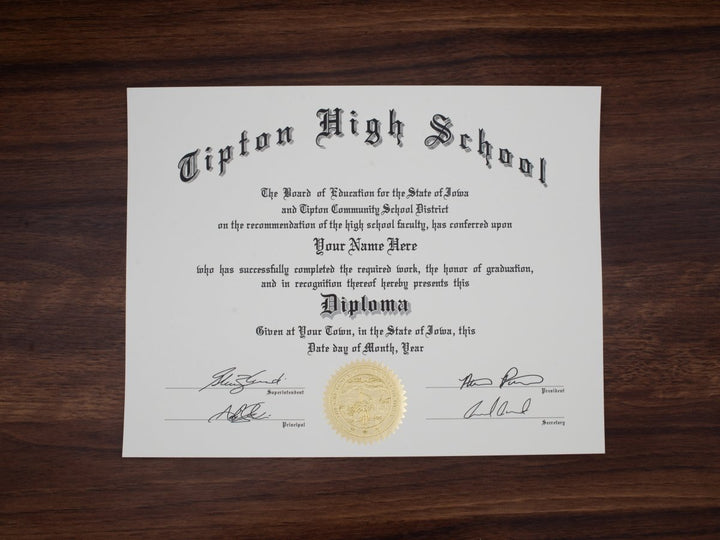 Tipton High School
The Board of Education for the State of Iowa
and Tipton Community School District
on the recommendation of the high school faculty, has conferred upon
Your Name Here
who has successfully completed the required work, the honor of graduation,
and in recognition thereof hereby presents this
Diploma
Given at Your Town, in the State of Iowa, this
Date day of Month, Year
Superintendent
President
Principal
Secretary